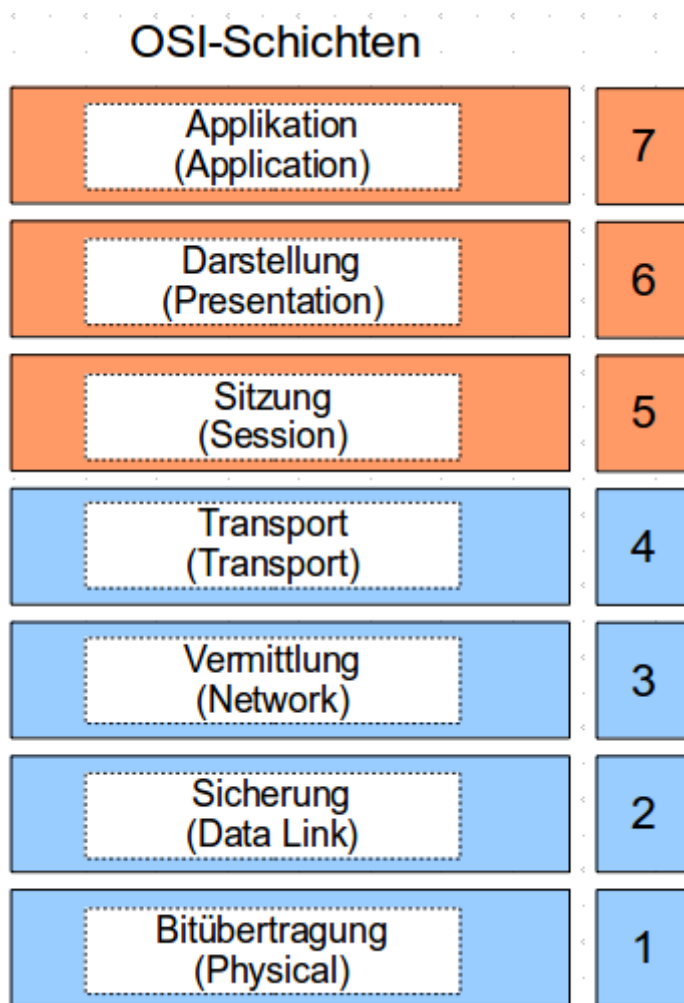 OSI-Schichten
Applikation
(Application)
7
Darstellung
(Presentation)
6
Sitzung
(Session)
5
Transport
(Transport)
4
Vermittlung
(Network)
3
Sicherung
(Data Link)
2
Bitübertragung
(Physical)
1